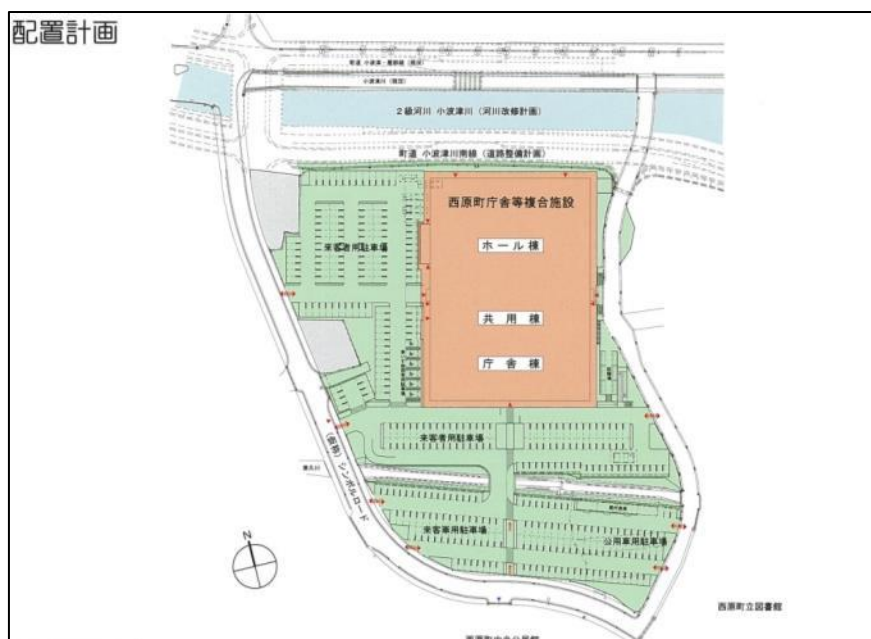 配置計画
２級河川 小波津川（河川改修計画）
町道 小波津川南線（道路整備計画）
西原町庁舎等複合施設
ホール棟
来客者用駐車場
共用棟
庁舎棟
来客者用駐車場
（仮称）シンボルロード
来客車用駐車場
公用車用駐車場
N
西原町立図書館